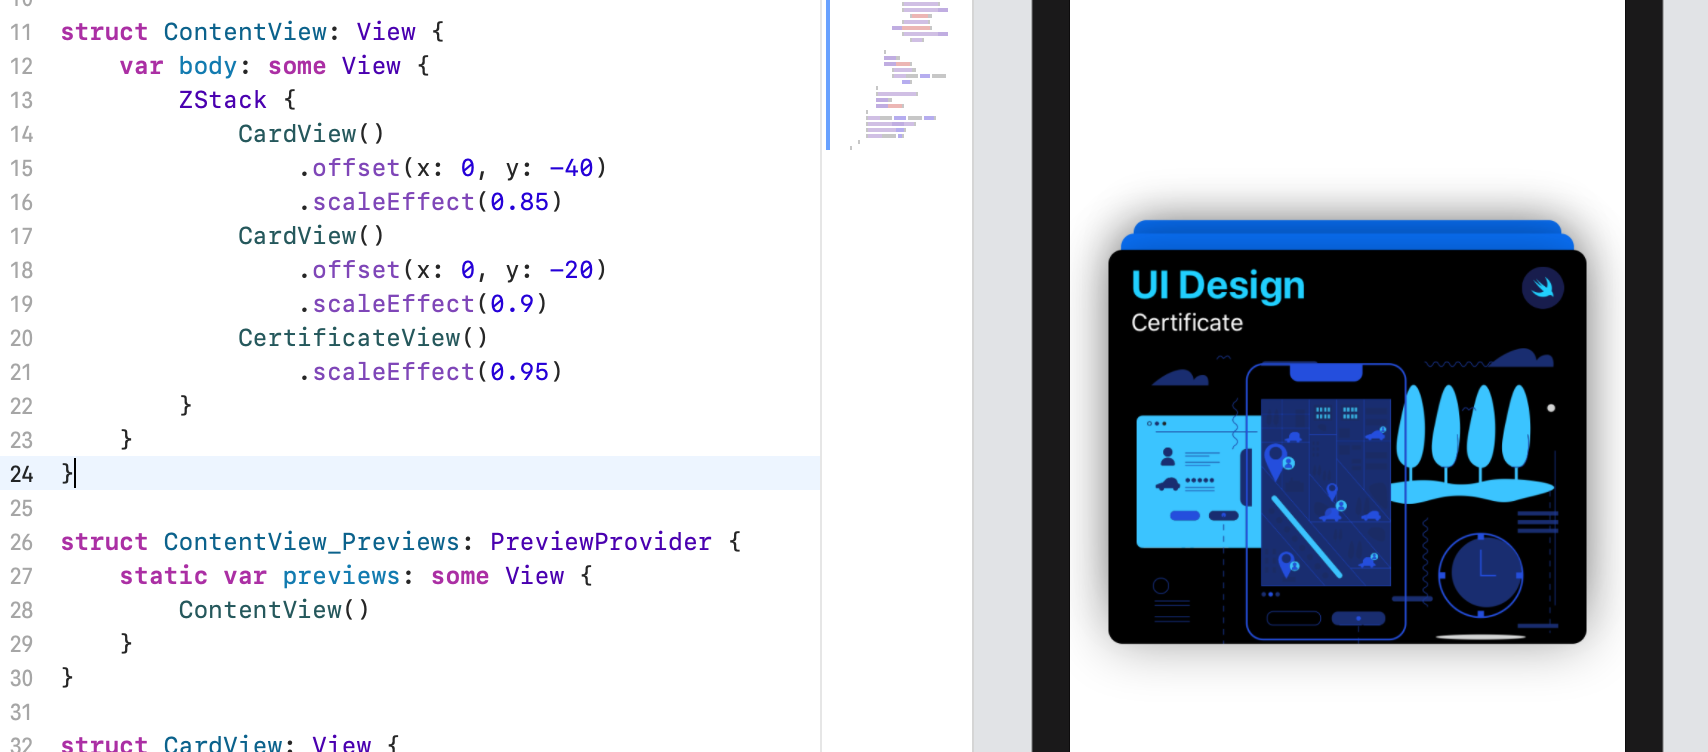 10
11 struct ContentView: View {
12     var body: some View {
13         ZStack {
14             CardView()
15                 .offset(x: 0, y: -40)
16                 .scaleEffect(0.85)
17             CardView()
18                 .offset(x: 0, y: -20)
19                 .scaleEffect(0.9)
20             CertificateView()
21                 .scaleEffect(0.95)
22         }
23     }
24 }
25
26 struct ContentView_Previews: PreviewProvider {
27     static var previews: some View {
28         ContentView()
29     }
30 }
31
32 struct CardView: View {
UI Design
Certificate